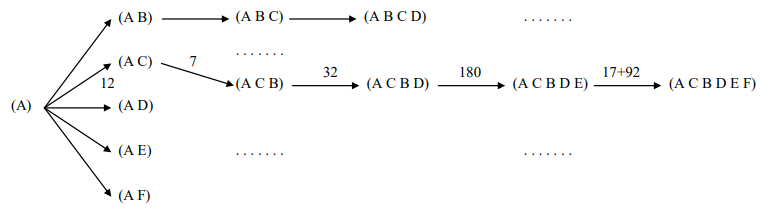 (A B) (A B C) (A B C D) . . . . . . .
. . . . . . .
(A C) 7
12 (A C B) 32 (A C B D) 180 (A C B D E) 17+92 (A C B D E F)
(A) (A D)
(A E) . . . . . . . . . . . . . .
(A F)